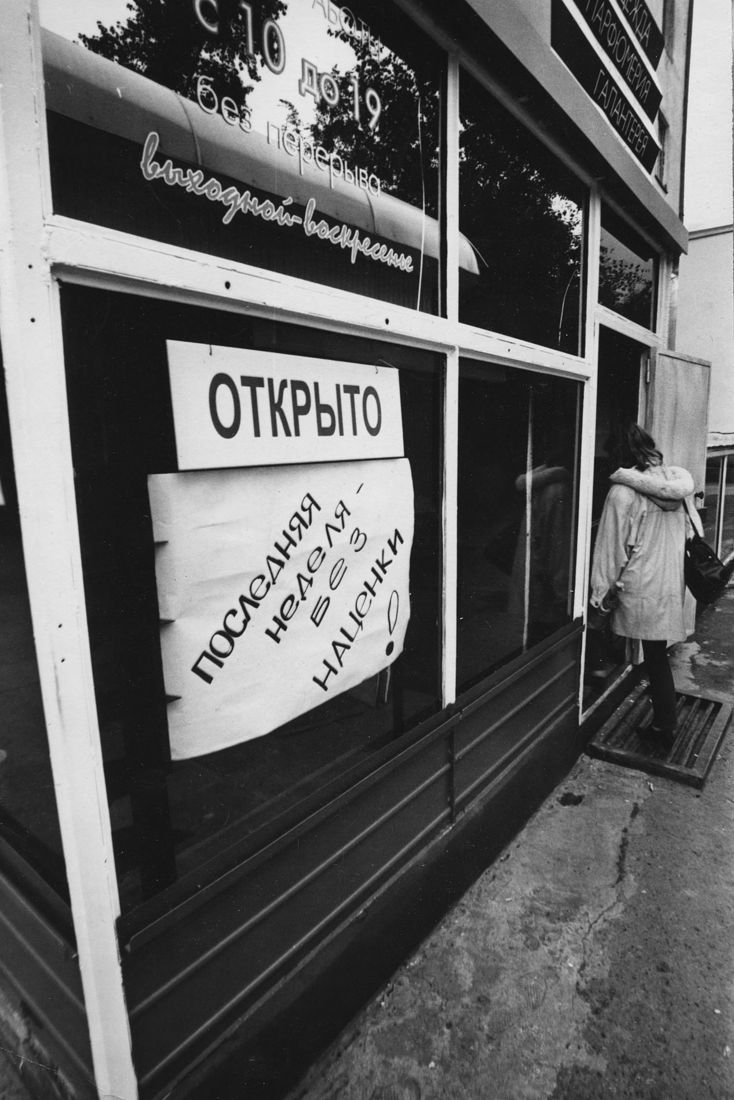 с 10 до 19
без перерыва
выходной-воскресенье
ПАРФЮМЕРИЯ
ГАЛАНТЕРЕЯ
ОТКРЫТО
ПОСЛЕДНЯЯ
НЕДЕЛЯ -
БЕЗ
НАЦЕНКИ!